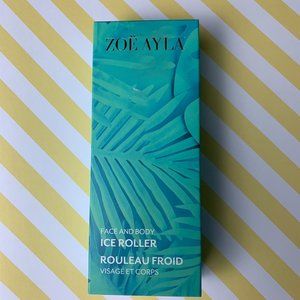 ZOË AYLA
FACE AND BODY
ICE ROLLER
ROULEAU FROID
VISAGE ET CORPS